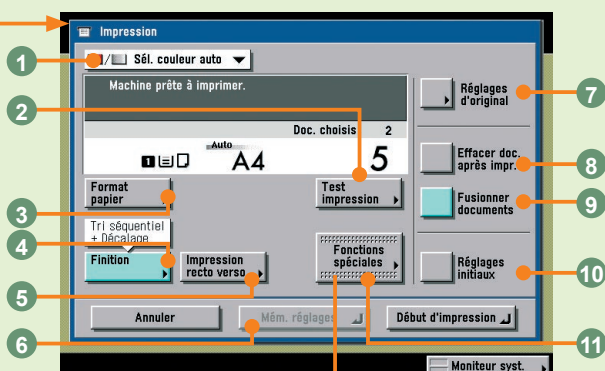 Impression
1
Sél. couleur auto
Machine prête à imprimer.
2
7
Réglages
d'original
Doc. choisis 2
Auto
1 A4 5
Effacer doc.
après impr.
8
Format
papier
Test
impression
Fusionner
documents
9
3
Tri séquentiel
+ Décalage
4
Finition
Impression
recto verso
Fonctions
spéciales
Réglages
initiaux
10
5
Annuler
Mém. réglages
Début d'impression
6
11
Moniteur syst.